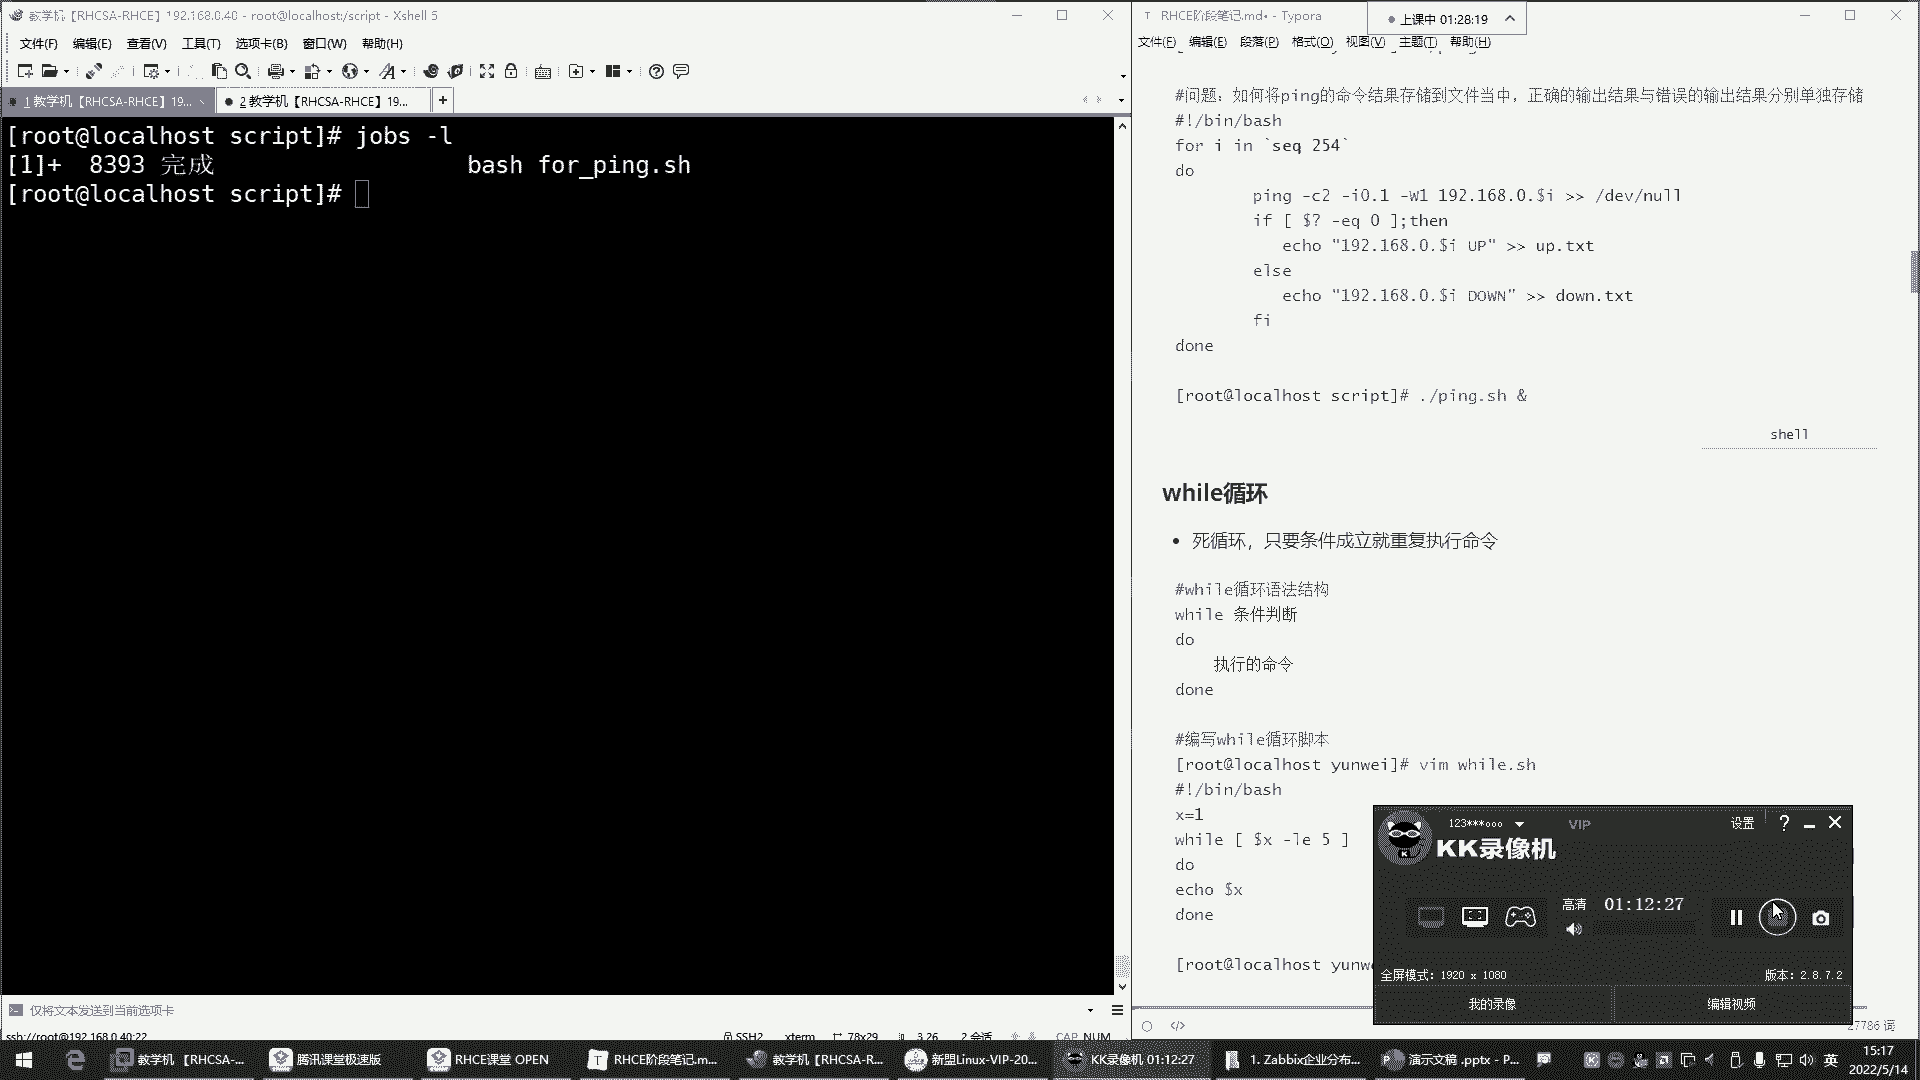 教学机【RHCSA-RHCE】192.168.0.40 - root@localhost:/script - Xshell 5
文件(F) 编辑(E) 查看(V) 工具(T) 选项卡(B) 窗口(W) 帮助(H)
1 教学机【RHCSA-RHCE】19...
2 教学机【RHCSA-RHCE】19...
[root@localhost script]# jobs -l
[1]+  8393 完成                  bash for_ping.sh
[root@localhost script]#
仅将文本发送到当前选项卡
ssh://root@192.168.0.40:22
SSH2 xterm 78x29 3,26 2 会话 CAP NUM
RHCE阶段笔记.md• - Typora
上课中 01:28:19
文件(F) 编辑(E) 段落(P) 格式(O) 视图(V) 主题(T) 帮助(H)
#问题：如何将ping的命令结果存储到文件当中，正确的输出结果与错误的输出结果分别单独存储
#!/bin/bash
for i in `seq 254`
do
ping -c2 -i0.1 -W1 192.168.0.$i >> /dev/null
if [ $? -eq 0 ];then
echo "192.168.0.$i UP" >> up.txt
else
echo "192.168.0.$i DOWN" >> down.txt
fi
done
[root@localhost script]# ./ping.sh &
shell
while循环
• 死循环，只要条件成立就重复执行命令
#while循环语法结构
while 条件判断
do
执行的命令
done
#编写while循环脚本
[root@localhost yunwei]# vim while.sh
#!/bin/bash
x=1
while [ $x -le 5 ]
do
echo $x
done
[root@localhost yunwe
27786 词
123***ooo VIP 设置
KK录像机
高清 01:12:27
全屏模式：1920 x 1080 版本：2.8.7.2
我的录像 编辑视频
教学机 【RHCSA-... 腾讯课堂极速版 RHCE课堂 OPEN RHCE阶段笔记.m... 教学机【RHCSA-R... 新盟Linux-VIP-20... KK录像机 01:12:27 1. Zabbix企业分布... 演示文稿 .pptx - P... 英
15:17
2022/5/14